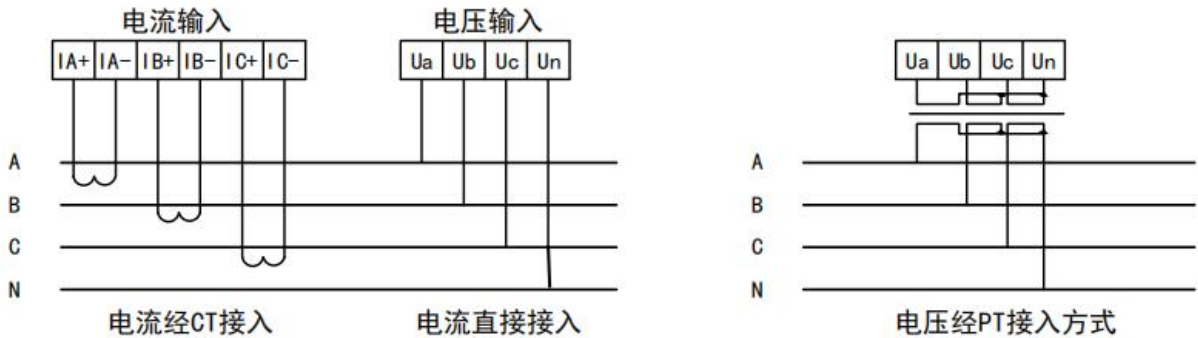 电流输入 电压输入
IA+ IA- IB+ IB- IC+ IC- Ua Ub Uc Un Ua Ub Uc Un
A A
B B
C C
N N
电流经CT接入 电流直接接入 电压经PT接入方式